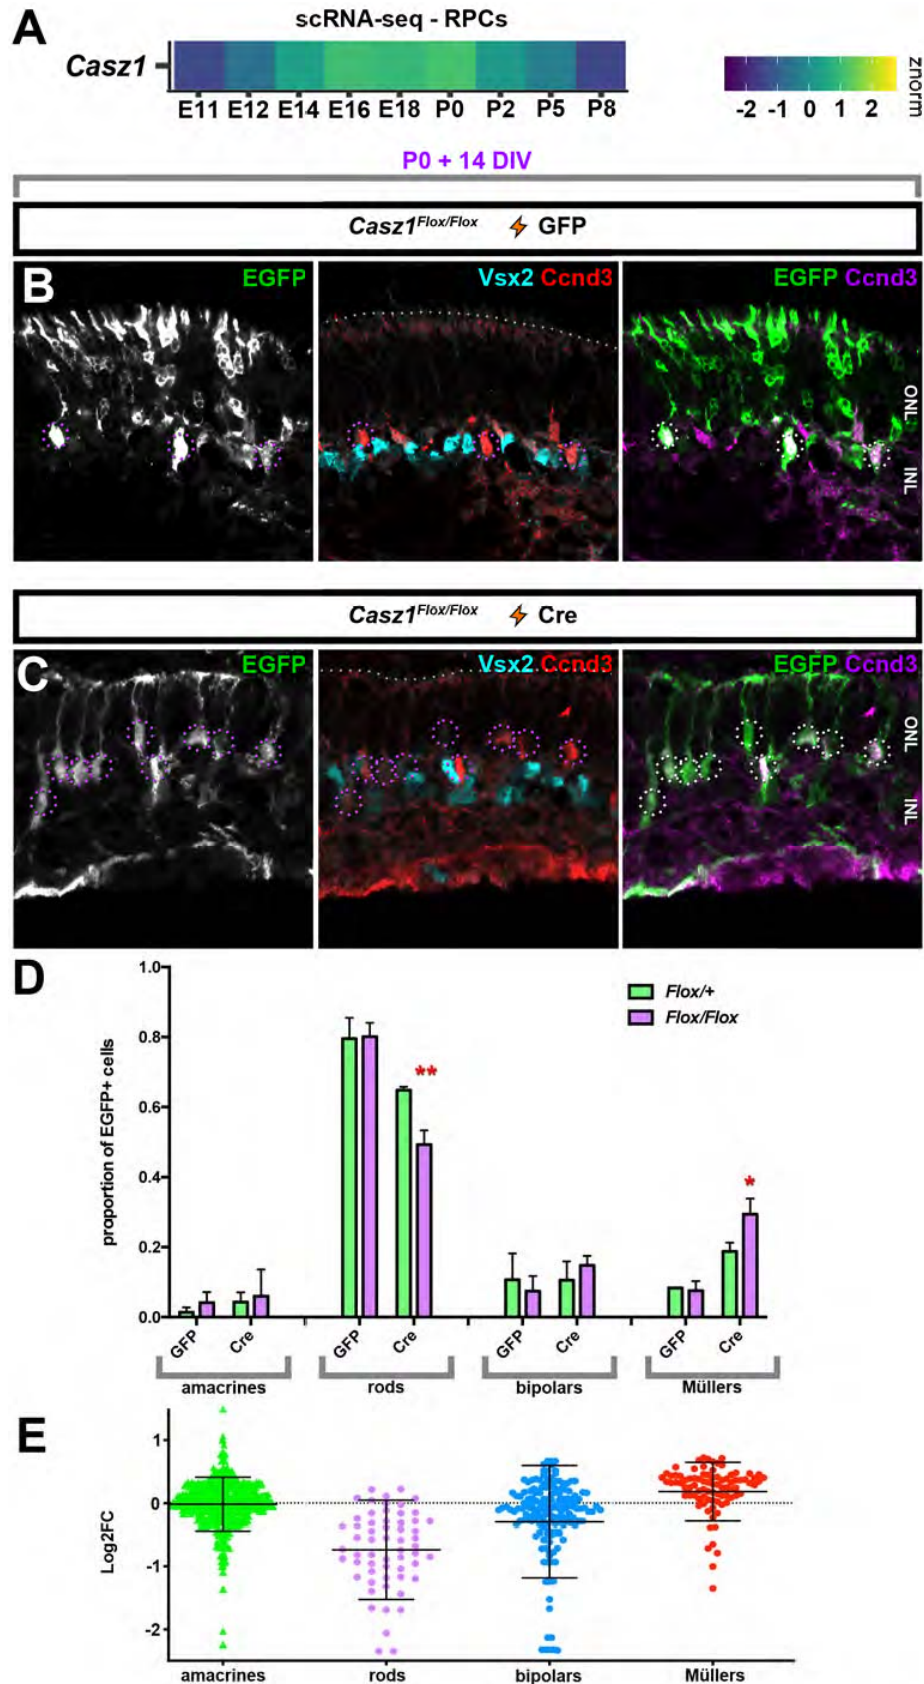 A
scRNA-seq - RPCs
Casz1
E11 E12 E14 E16 E18 P0 P2 P5 P8
-2 -1 0 1 2
znorm
P0 + 14 DIV
Casz1Flox/Flox GFP
B
EGFP
Vsx2 Ccnd3
EGFP Ccnd3
ONL
INL
Casz1Flox/Flox Cre
C
EGFP
Vsx2 Ccnd3
EGFP Ccnd3
ONL
INL
D
proportion of EGFP+ cells
1.0
0.8
0.6
0.4
0.2
0.0
Flox/+
Flox/Flox
**
*
GFP Cre GFP Cre GFP Cre GFP Cre
amacrines rods bipolars Müllers
E
Log2FC
1
0
-1
-2
amacrines rods bipolars Müllers